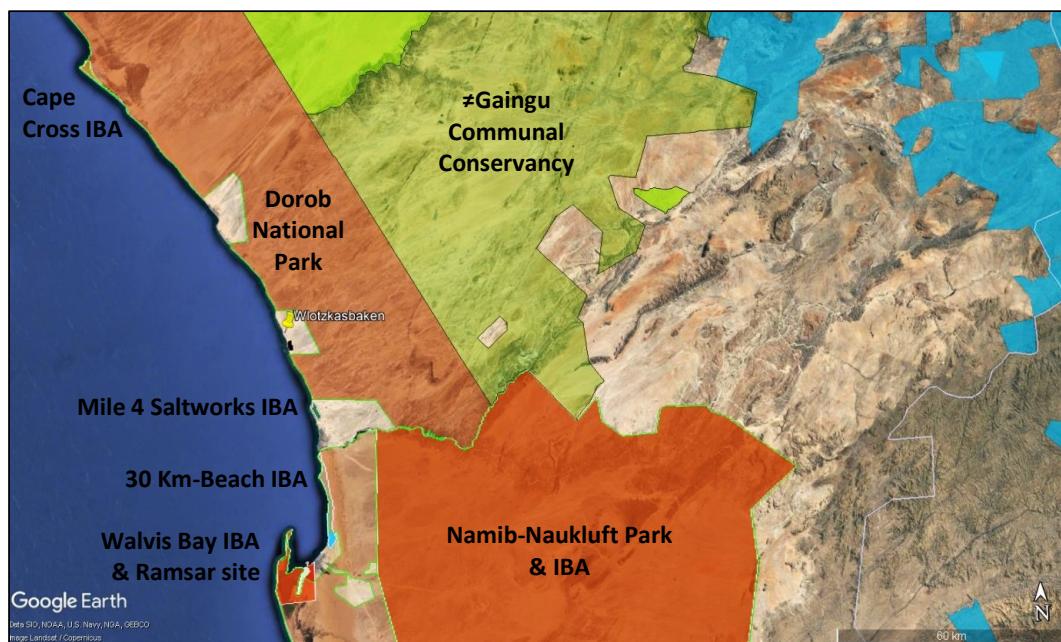 Cape
Cross IBA
≠Gaingu
Communal
Conservancy
Dorob
National
Park
Wlotzkasbaken
Mile 4 Saltworks IBA
30 Km-Beach IBA
Walvis Bay IBA
& Ramsar site
Namib-Naukluft Park
& IBA
Google Earth
Data SIO, NOAA, U.S. Navy, NGA, GEBCO
Image Landsat / Copernicus
N
60 km